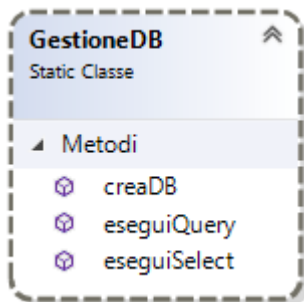 GestioneDB
Static Classe
Metodi
creaDB
eseguiQuery
eseguiSelect